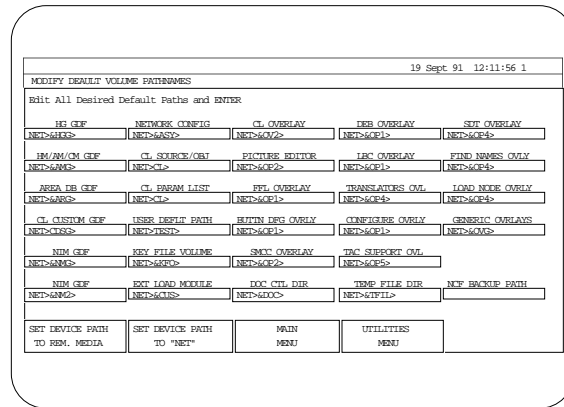 19 Sept 91 12:11:56 1
MODIFY DEAULT VOLUME PATHNAMES
Edit All Desired Default Paths and ENTER
HG GDF NETWORK CONFIG CL OVERLAY DEB OVERLAY SDT OVERLAY
NET>&HGG> NET>&ASY> NET>&OV2> NET>&OP1> NET>&OP4>
HM/AM/CM GDF CL SOURCE/OBJ PICTURE EDITOR LBC OVERLAY FIND NAMES OVLY
NET>&AMG> NET>CL> NET>&OP2> NET>&OP1> NET>&OP4>
AREA DB GDF CL PARAM LIST FFL OVERLAY TRANSLATORS OVL LOAD NODE OVRLY
NET>&ARG> NET>CL> NET>&OP1> NET>&OP4> NET>&OP4>
CL CUSTOM GDF USER DEFLT PATH BUTTN DFG OVRLY CONFIGURE OVRLY GENERIC OVRLAYS
NET>CDSG> NET>TEST> NET>&OP1> NET>&OP1> NET>&OVG>
NIM GDF KEY FILE VOLUME SMCC OVERLAY TAC SUPPORT OVL
NET>&NMG> NET>&KFO> NET>&OP2> NET>&OP5>
NIM GDF EXT LOAD MODULE DOC CTL DIR TEMP FILE DIR NCF BACKUP PATH
NET>&NM2> NET>&CUS> NET>&DOC> NET>&TFIL>
SET DEVICE PATH SET DEVICE PATH MAIN UTILITIES
TO REM. MEDIA TO "NET" MENU MENU